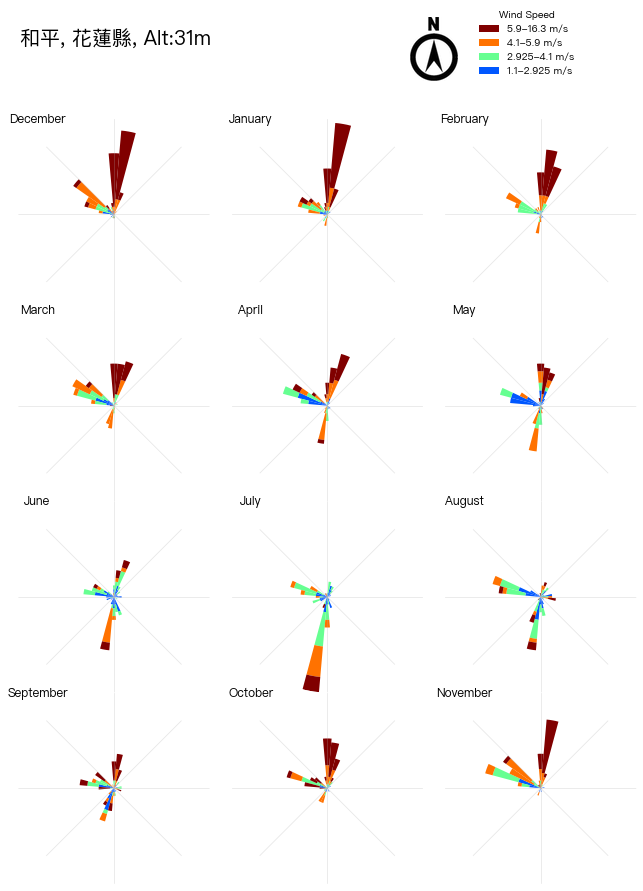 和平, 花蓮縣, Alt:31m
N
Wind Speed
5.9–16.3 m/s
4.1–5.9 m/s
2.925–4.1 m/s
1.1–2.925 m/s
December
January
February
March
April
May
June
July
August
September
October
November